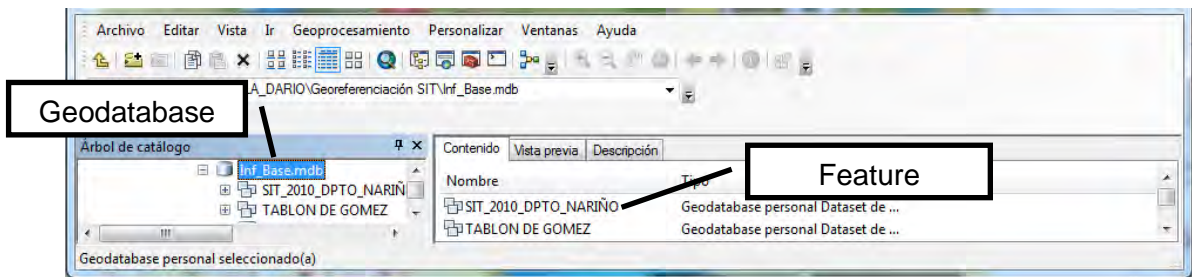 Archivo Editar Vista Ir Geoprocesamiento Personalizar Ventanas Ayuda
A_DARIO\Georeferenciación SIT\Inf_Base.mdb
Geodatabase
Árbol de catálogo
Inf_Base.mdb
SIT_2010_DPTO_NARIÑ
TABLON DE GOMEZ
Contenido Vista previa Descripción
Nombre Tipo
Feature
SIT_2010_DPTO_NARIÑO Geodatabase personal Dataset de ...
TABLON DE GOMEZ Geodatabase personal Dataset de ...
Geodatabase personal seleccionado(a)